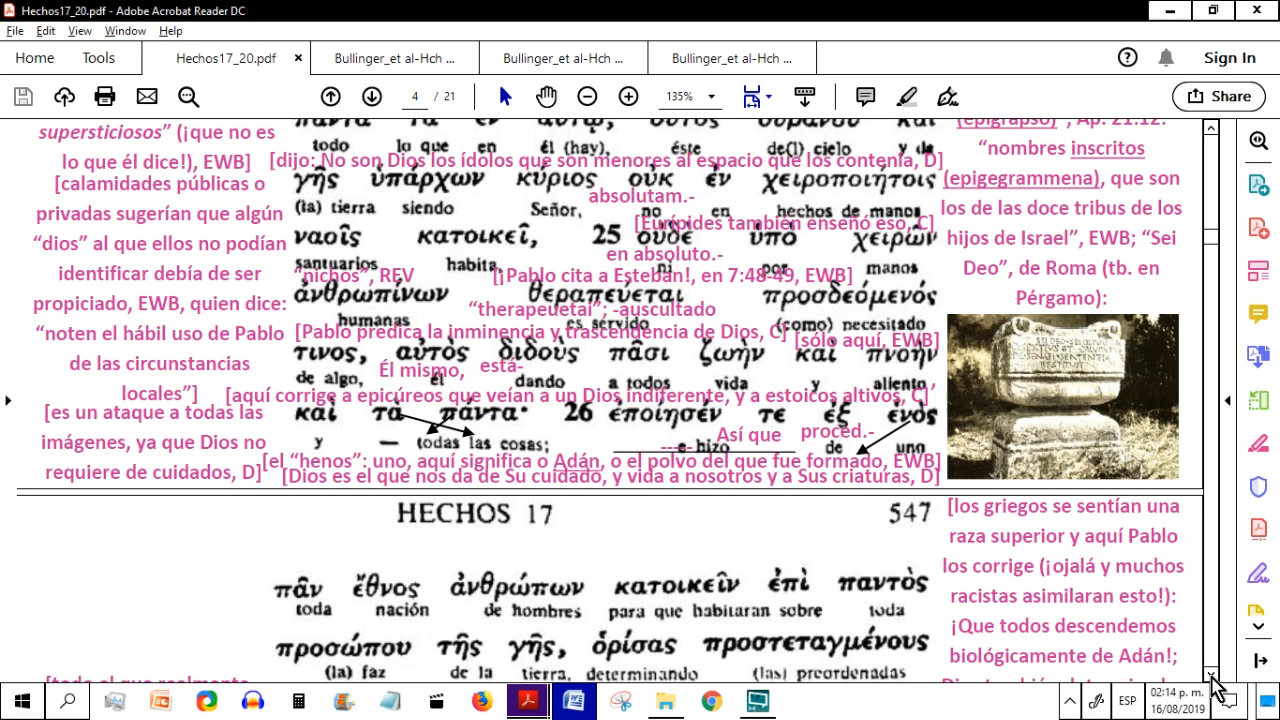 Hechos17_20.pdf - Adobe Acrobat Reader DC
File Edit View Window Help
Home Tools Hechos17_20.pdf × Bullinger_et al-Hch ... Bullinger_et al-Hch ... Bullinger_et al-Hch ... Sign In
4 / 21 135% Share
supersticiosos” (¡que no es
lo que él dice!), EWB]
[calamidades públicas o
privadas sugerían que algún
“dios” al que ellos no podían
identificar debía de ser
propiciado, EWB, quien dice:
“noten el hábil uso de Pablo
de las circunstancias
locales”]
[es un ataque a todas las
imágenes, ya que Dios no
requiere de cuidados, D]
πάντα τὰ ἐν αὐτῷ, οὗτος οὐρανοῦ καὶ
todo lo que en él (hay), éste de(l) cielo y de
[dijo: No son Dios los ídolos que son menores al espacio que los contenía, D]
γῆς ὑπάρχων κύριος οὐκ ἐν χειροποιήτοις
absolutam.-
(la) tierra siendo Señor, no en hechos de manos
[Eurípides también enseñó eso, C]
ναοῖς κατοικεῖ, 25 οὐδὲ ὑπὸ χειρῶν
en absoluto.-
santuarios habita, ni por manos
“nichos”, REV [¡Pablo cita a Esteban!, en 7:48-49, EWB]
ἀνθρωπίνων θεραπεύεται προσδεόμενός
“therapeuetai”; -auscultado
humanas es servido (como) necesitado
[Pablo predica la inminencia y trascendencia de Dios, C] [sólo aquí, EWB]
τινος, αὐτὸς διδοὺς πᾶσι ζωὴν καὶ πνοὴν
Él mismo, está-
de algo, él dando a todos vida y aliento,
[aquí corrige a epicúreos que veían a un Dios indiferente, y a estoicos altivos, C]
καὶ τὰ πάντα· 26 ἐποίησέν τε ἐξ ἑνὸς
Así que proced.-
y — todas las cosas; e hizo de uno
[el “henos”: uno, aquí significa o Adán, o el polvo del que fue formado, EWB]
[Dios es el que nos da de Su cuidado, y vida a nosotros y a Sus criaturas, D]
(epigrapso)”, Ap. 21:12:
“nombres inscritos
(epigegrammena), que son
los de las doce tribus de los
hijos de Israel”, EWB; “Sei
Deo”, de Roma (tb. en
Pérgamo):
HECHOS 17 547
πᾶν ἔθνος ἀνθρώπων κατοικεῖν ἐπὶ παντὸς
toda nación de hombres para que habitaran sobre toda
προσώπου τῆς γῆς, ὁρίσας προστεταγμένους
(la) faz de la tierra, determinando (las) preordenadas
[los griegos se sentían una
raza superior y aquí Pablo
los corrige (¡ojalá y muchos
racistas asimilaran esto!):
¡Que todos descendemos
biológicamente de Adán!;
ESP
02:14 p. m.
16/08/2019